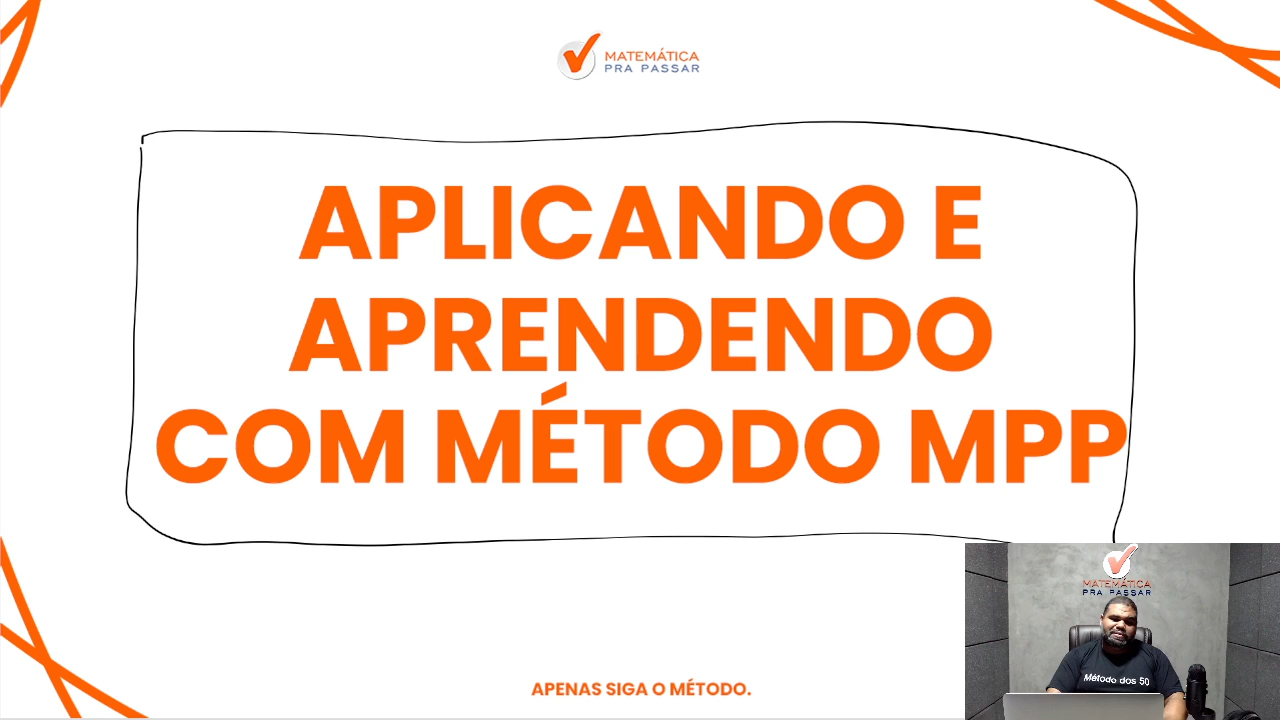 MATEMÁTICA
PRA PASSAR
APLICANDO E
APRENDENDO
COM MÉTODO MPP
MATEMÁTICA
PRA PASSAR
Método dos 50
APENAS SIGA O MÉTODO.